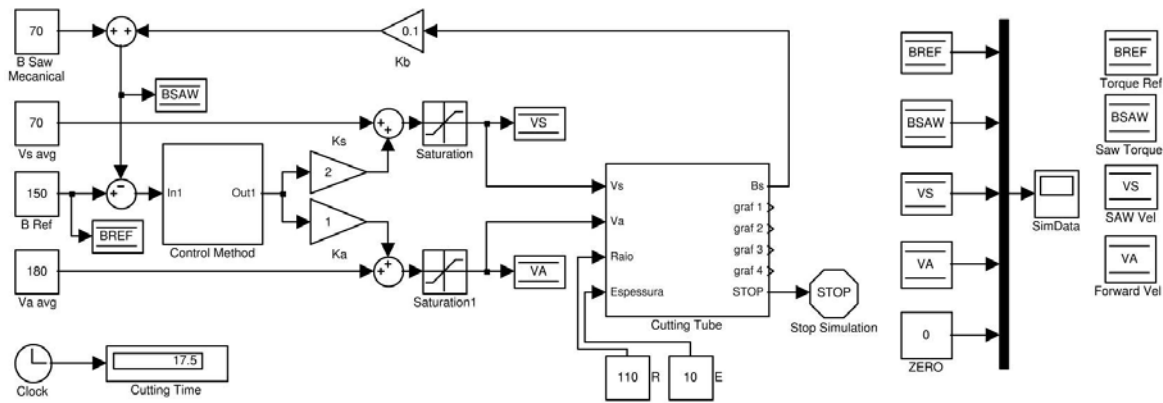 70
B Saw
Mecanical
+ +
0.1
Kb
BSAW
70
Vs avg
150
B Ref
BREF
+
-
In1
Out1
Control Method
Ks
2
1
Ka
+
+
Saturation
VS
180
Va avg
+ +
Saturation1
VA
Vs
Va
Raio
Espessura
Bs
graf 1
graf 2
graf 3
graf 4
STOP
Cutting Tube
STOP
Stop Simulation
110
R
10
E
Clock
17.5
Cutting Time
BREF
BSAW
VS
VA
0
ZERO
SimData
BREF
Torque Ref
BSAW
Saw Torque
VS
SAW Vel
VA
Forward Vel